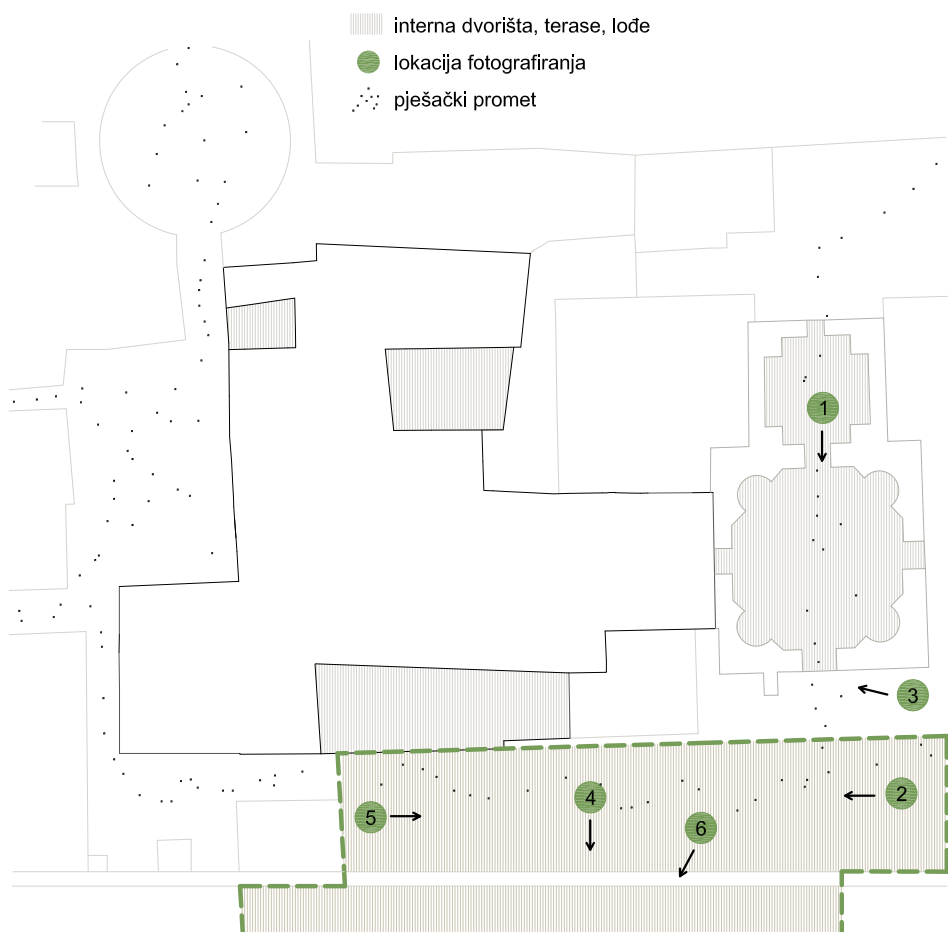 interna dvorišta, terase, lođe
lokacija fotografiranja
pješački promet
1
3
2
4
5
6